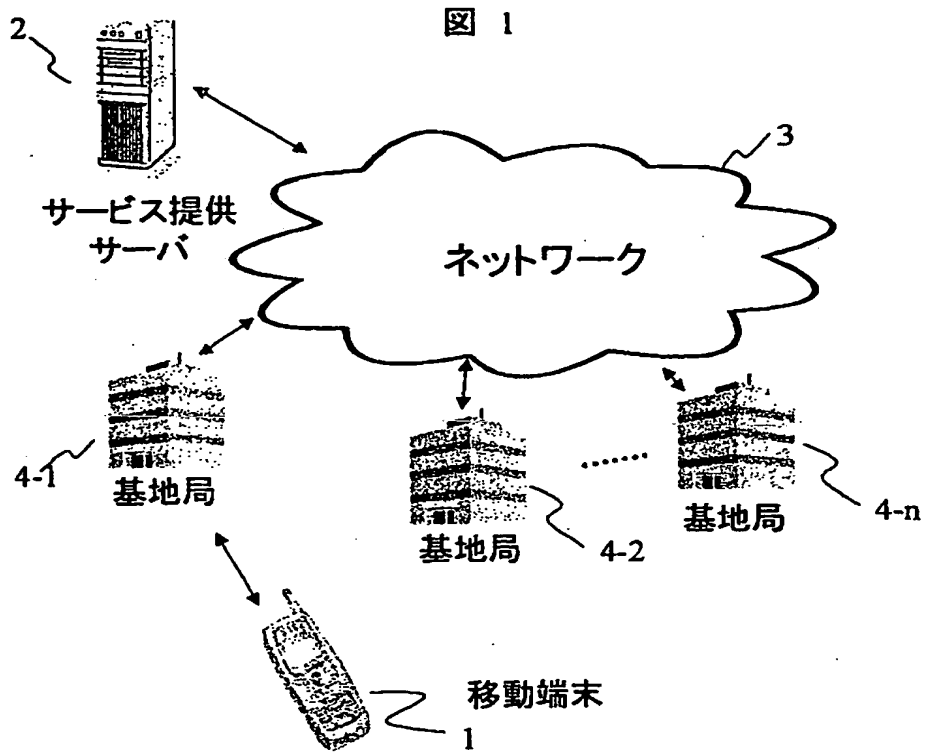 図 1
2
3
サービス提供
サーバ
ネットワーク
4-1
基地局
基地局
4-2
基地局
4-n
移動端末
1